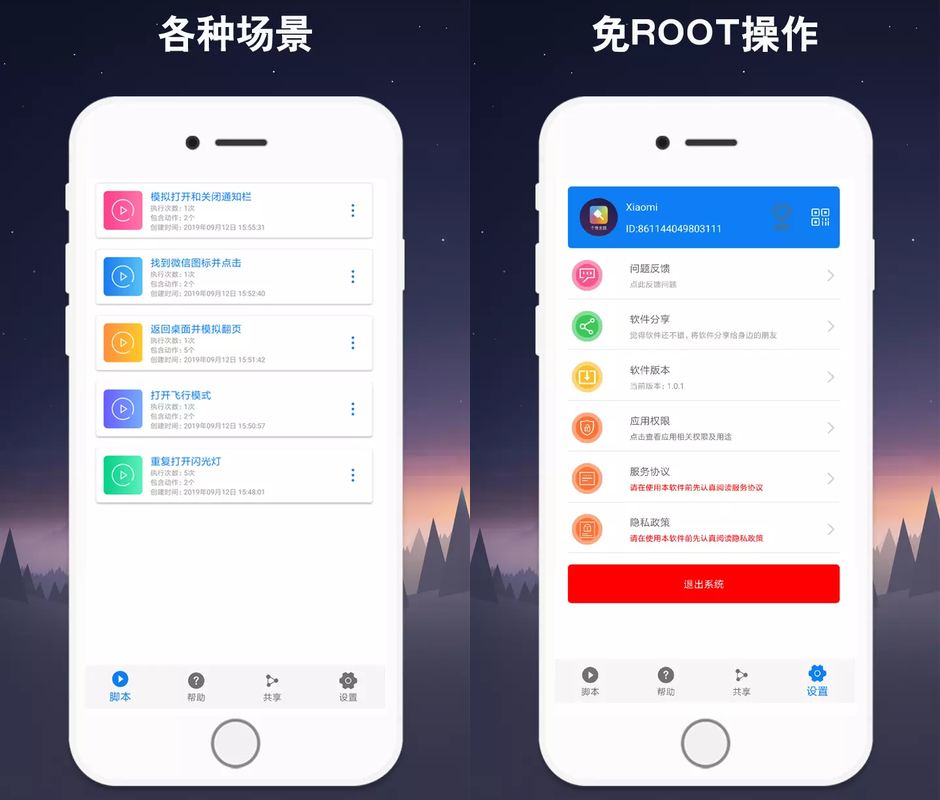 各种场景
模拟打开和关闭通知栏
执行次数: 1次
包含动作: 2个
创建时间: 2019年09月12日 15:55:31
找到微信图标并点击
执行次数: 1次
包含动作: 2个
创建时间: 2019年09月12日 15:52:40
返回桌面并模拟翻页
执行次数: 1次
包含动作: 5个
创建时间: 2019年09月12日 15:51:42
打开飞行模式
执行次数: 1次
包含动作: 2个
创建时间: 2019年09月12日 15:50:57
重复打开闪光灯
执行次数: 5次
包含动作: 2个
创建时间: 2019年09月12日 15:48:01
脚本
帮助
共享
设置
免ROOT操作
Xiaomi
ID:861144049803111
问题反馈
点此反馈问题
软件分享
觉得软件还不错, 将软件分享给身边的朋友
软件版本
当前版本: 1.0.1
应用权限
点击查看应用相关权限及用途
服务协议
请在使用本软件前先认真阅读服务协议
隐私政策
请在使用本软件前先认真阅读隐私政策
退出系统
脚本
帮助
共享
设置